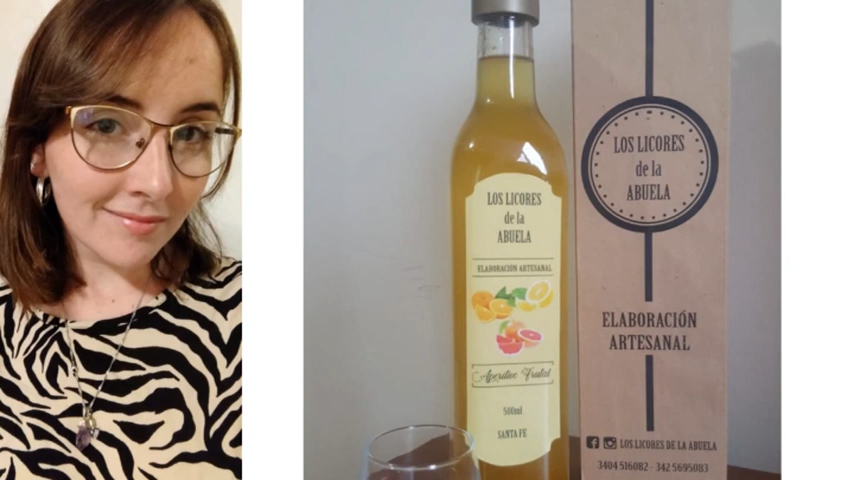 LOS LICORES
de la
ABUELA
ELABORACIÓN ARTESANAL
Aperitivo Frutal
500ml
SANTA FE
LOS LICORES
de la
ABUELA
ELABORACIÓN
ARTESANAL
LOS LICORES DE LA ABUELA
3404 516082 - 342 5695083